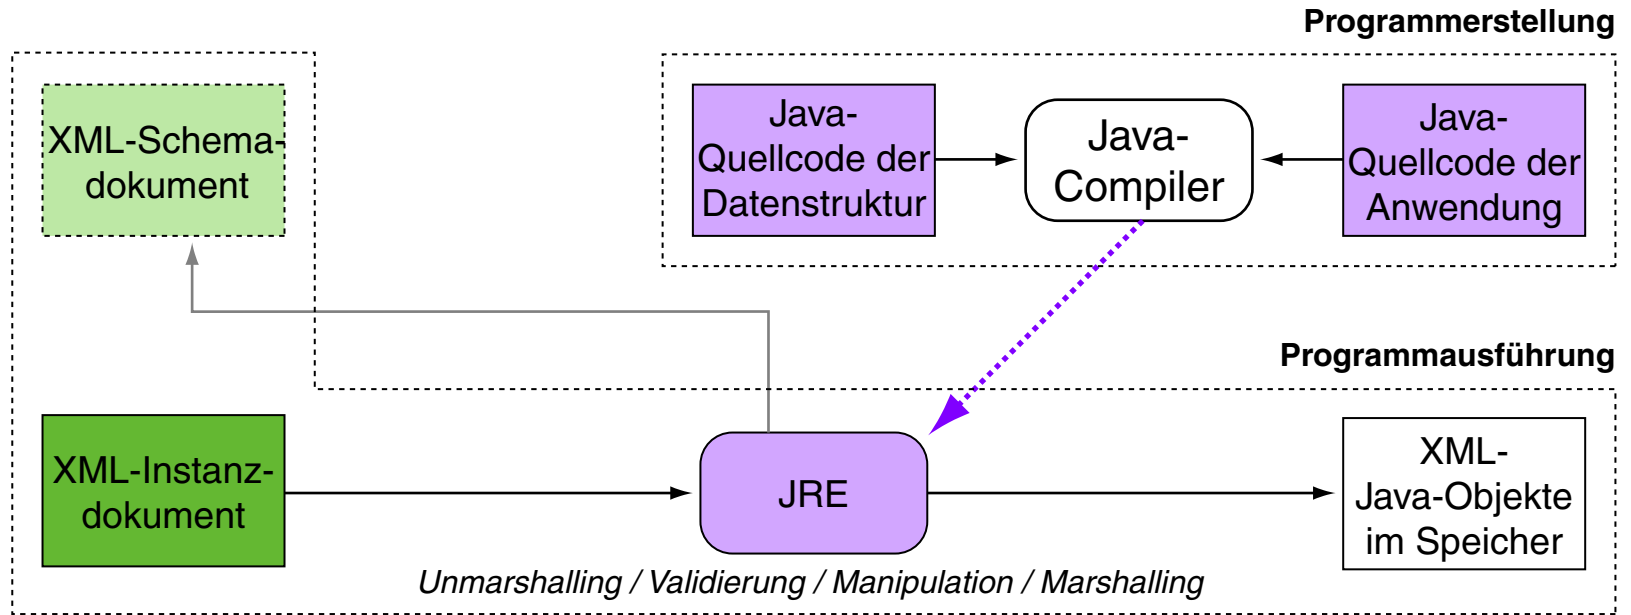 Programmerstellung
XML-Schema-
dokument
Java-
Quellcode der
Datenstruktur
Java-
Compiler
Java-
Quellcode der
Anwendung
Programmausführung
XML-Instanz-
dokument
JRE
XML-
Java-Objekte
im Speicher
Unmarshalling / Validierung / Manipulation / Marshalling